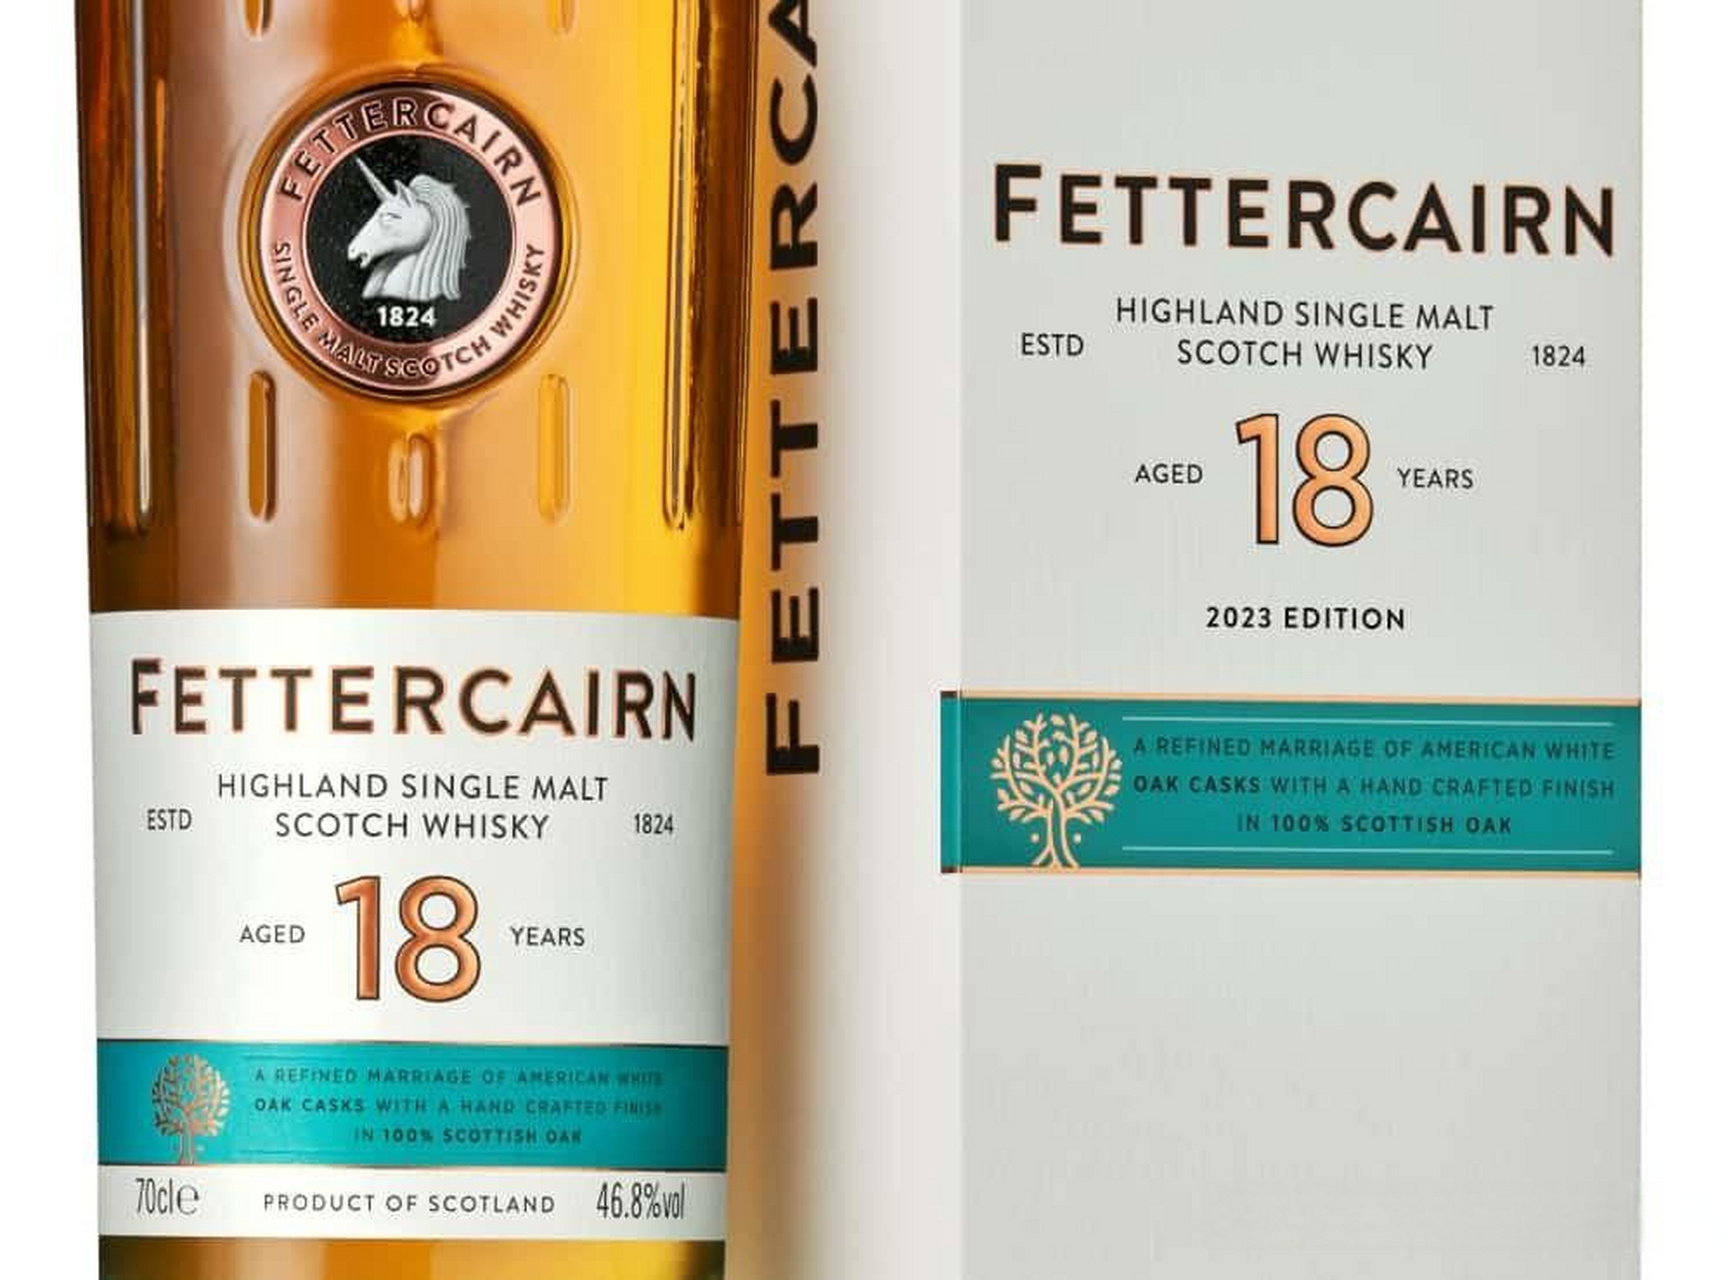 FETTERCAIRN
1824
SINGLE MALT SCOTCH WHISKY
FETTERCAIRN
HIGHLAND SINGLE MALT
ESTD SCOTCH WHISKY 1824
AGED 18 YEARS
A REFINED MARRIAGE OF AMERICAN WHITE
OAK CASKS WITH A HAND CRAFTED FINISH
IN 100% SCOTTISH OAK
70cl℮ PRODUCT OF SCOTLAND 46.8%vol
FETTERCA
FETTERCAIRN
HIGHLAND SINGLE MALT
ESTD SCOTCH WHISKY 1824
AGED 18 YEARS
2023 EDITION
A REFINED MARRIAGE OF AMERICAN WHITE
OAK CASKS WITH A HAND CRAFTED FINISH
IN 100% SCOTTISH OAK